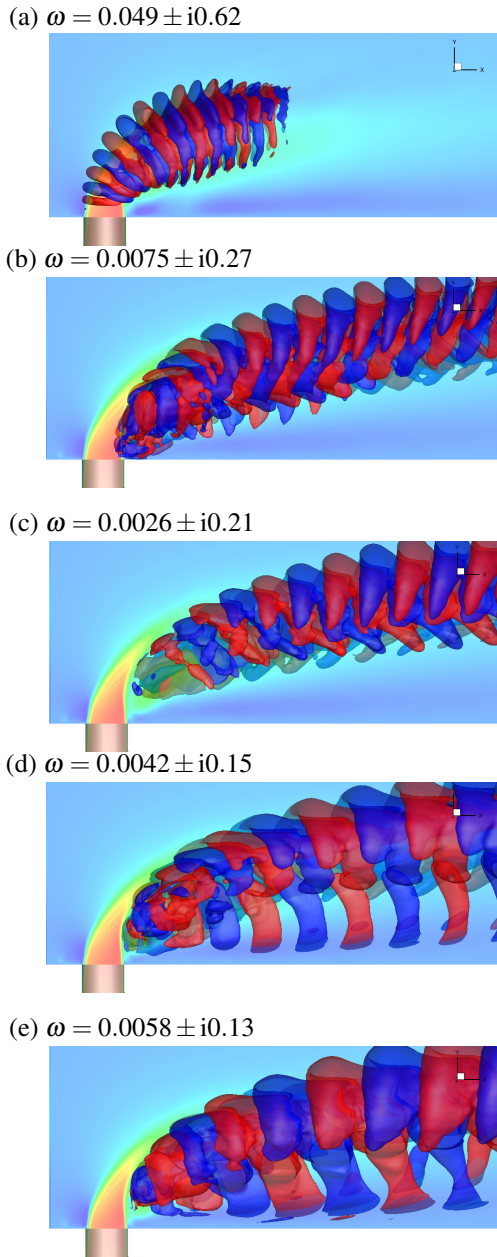 (a) ω = 0.049 ± i0.62
Y
X
(b) ω = 0.0075 ± i0.27
Y
X
(c) ω = 0.0026 ± i0.21
Y
X
(d) ω = 0.0042 ± i0.15
Y
X
(e) ω = 0.0058 ± i0.13
Y
X